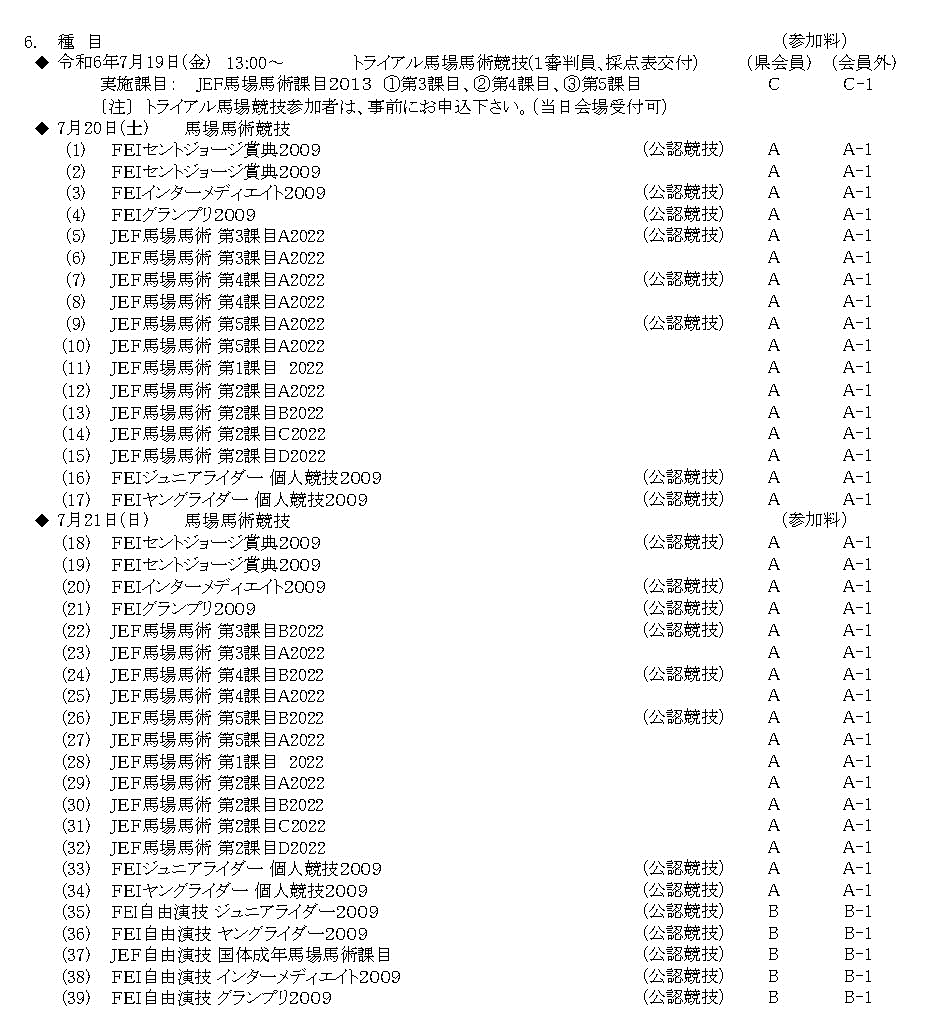 6. 種 目 (参加料)
◆ 令和6年7月19日(金) 13:00～ トライアル馬場馬術競技(1審判員、採点表交付) (県会員) (会員外)
実施課目： JEF馬場馬術課目2013 ①第3課目、②第4課目、③第5課目 C C-1
〔注〕 トライアル馬場競技参加者は、事前にお申込下さい。(当日会場受付可)
◆ 7月20日(土) 馬場馬術競技
(1) FEIセントジョージ賞典2009 (公認競技) A A-1
(2) FEIセントジョージ賞典2009 A A-1
(3) FEIインターメディエイト2009 (公認競技) A A-1
(4) FEIグランプリ2009 (公認競技) A A-1
(5) JEF馬場馬術 第3課目A2022 (公認競技) A A-1
(6) JEF馬場馬術 第3課目A2022 A A-1
(7) JEF馬場馬術 第4課目A2022 (公認競技) A A-1
(8) JEF馬場馬術 第4課目A2022 A A-1
(9) JEF馬場馬術 第5課目A2022 (公認競技) A A-1
(10) JEF馬場馬術 第5課目A2022 A A-1
(11) JEF馬場馬術 第1課目 2022 A A-1
(12) JEF馬場馬術 第2課目A2022 A A-1
(13) JEF馬場馬術 第2課目B2022 A A-1
(14) JEF馬場馬術 第2課目C2022 A A-1
(15) JEF馬場馬術 第2課目D2022 A A-1
(16) FEIジュニアライダー 個人競技2009 (公認競技) A A-1
(17) FEIヤングライダー 個人競技2009 (公認競技) A A-1
◆ 7月21日(日) 馬場馬術競技 (参加料)
(18) FEIセントジョージ賞典2009 (公認競技) A A-1
(19) FEIセントジョージ賞典2009 A A-1
(20) FEIインターメディエイト2009 (公認競技) A A-1
(21) FEIグランプリ2009 (公認競技) A A-1
(22) JEF馬場馬術 第3課目B2022 (公認競技) A A-1
(23) JEF馬場馬術 第3課目A2022 A A-1
(24) JEF馬場馬術 第4課目B2022 (公認競技) A A-1
(25) JEF馬場馬術 第4課目A2022 A A-1
(26) JEF馬場馬術 第5課目B2022 (公認競技) A A-1
(27) JEF馬場馬術 第5課目A2022 A A-1
(28) JEF馬場馬術 第1課目 2022 A A-1
(29) JEF馬場馬術 第2課目A2022 A A-1
(30) JEF馬場馬術 第2課目B2022 A A-1
(31) JEF馬場馬術 第2課目C2022 A A-1
(32) JEF馬場馬術 第2課目D2022 A A-1
(33) FEIジュニアライダー 個人競技2009 (公認競技) A A-1
(34) FEIヤングライダー 個人競技2009 (公認競技) A A-1
(35) FEI自由演技 ジュニアライダー2009 (公認競技) B B-1
(36) FEI自由演技 ヤングライダー2009 (公認競技) B B-1
(37) JEF自由演技 国体成年馬場馬術課目 (公認競技) B B-1
(38) FEI自由演技 インターメディエイト2009 (公認競技) B B-1
(39) FEI自由演技 グランプリ2009 (公認競技) B B-1